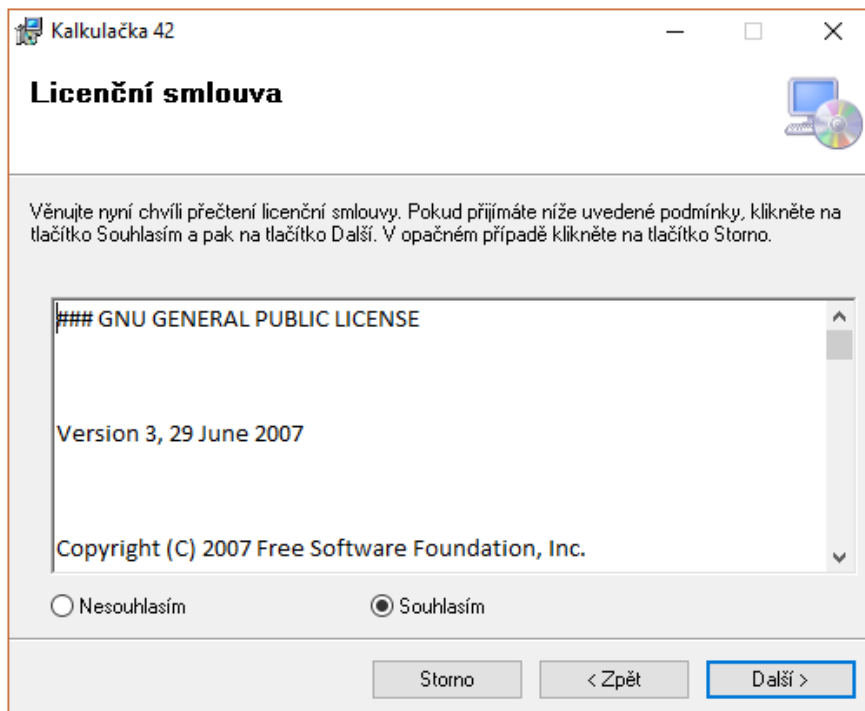 Kalkulačka 42
Licenční smlouva
Věnujte nyní chvíli přečtení licenční smlouvy. Pokud přijímáte níže uvedené podmínky, klikněte na
tlačítko Souhlasím a pak na tlačítko Další. V opačném případě klikněte na tlačítko Storno.
### GNU GENERAL PUBLIC LICENSE
Version 3, 29 June 2007
Copyright (C) 2007 Free Software Foundation, Inc.
Nesouhlasím Souhlasím
Storno < Zpět Další >